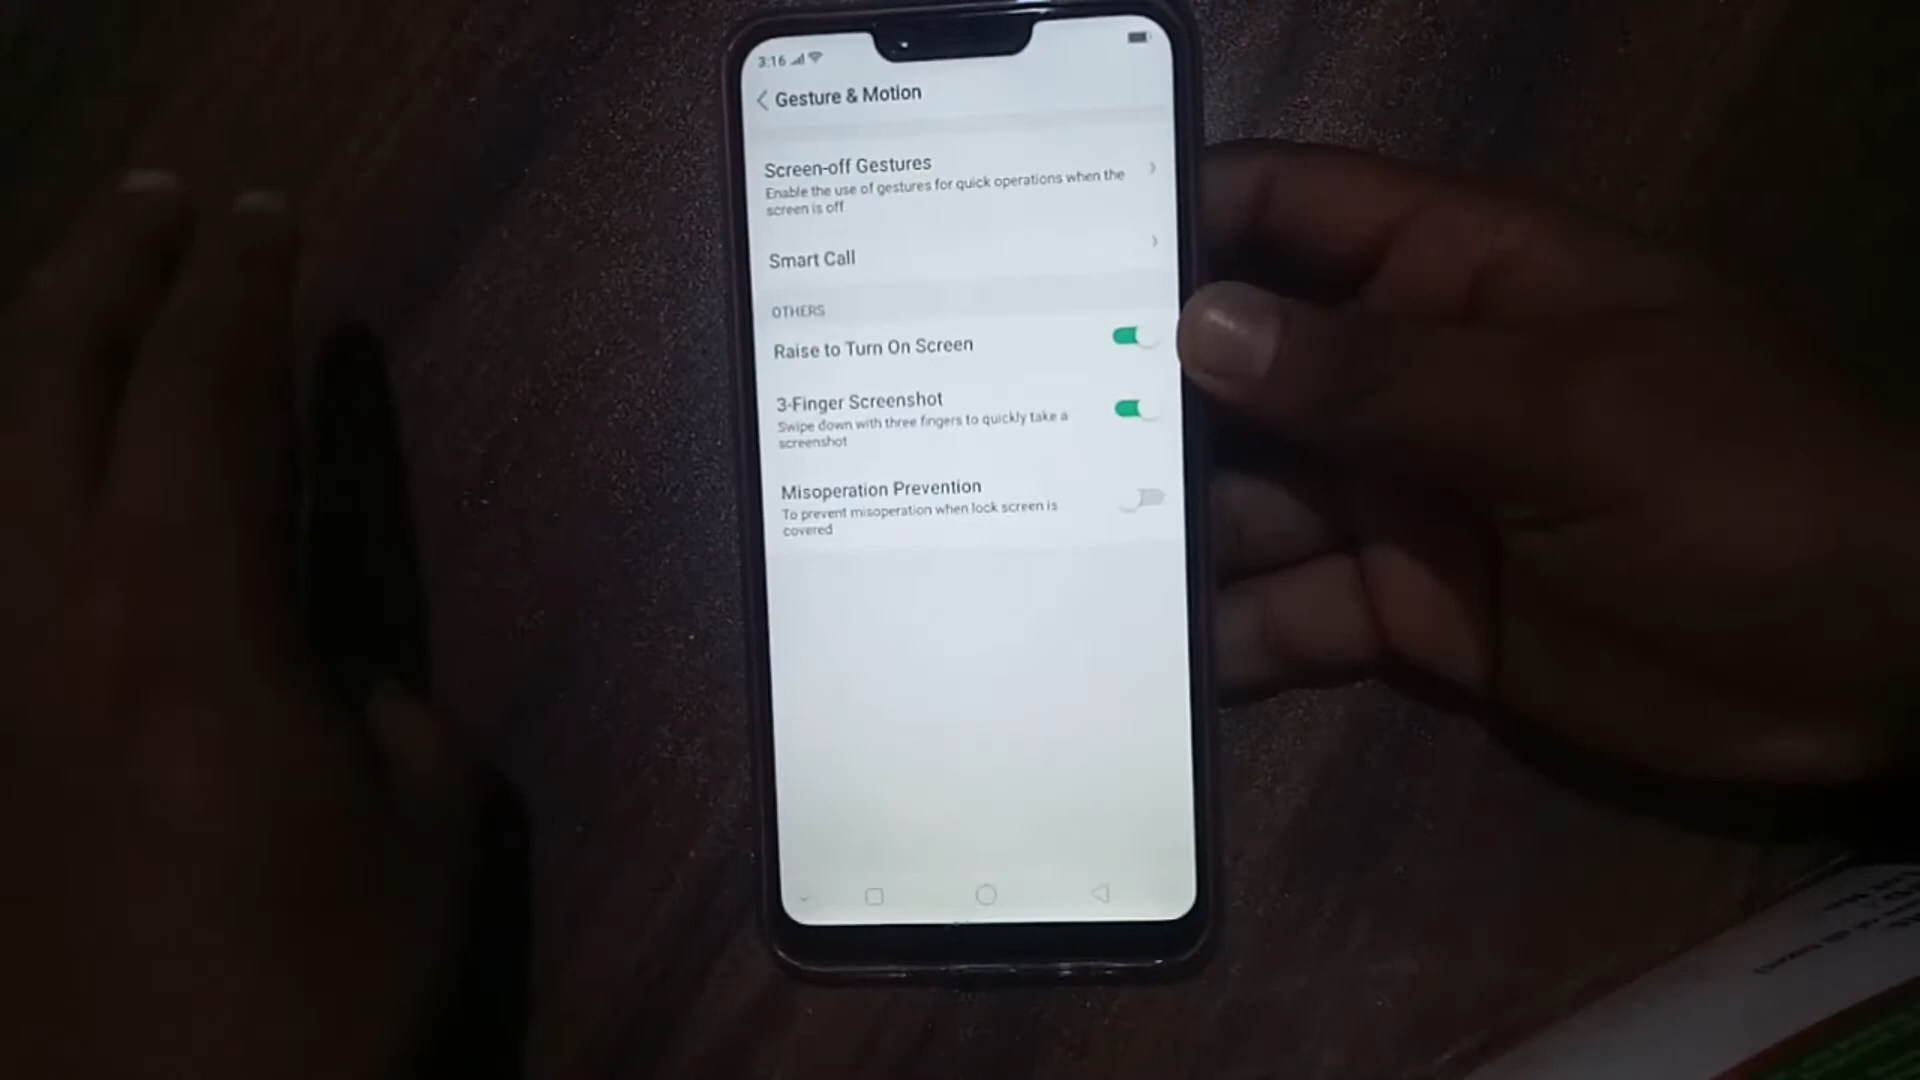 3:16
Gesture & Motion
Screen-off Gestures
Enable the use of gestures for quick operations when the
screen is off
Smart Call
OTHERS
Raise to Turn On Screen
3-Finger Screenshot
Swipe down with three fingers to quickly take a
screenshot
Misoperation Prevention
To prevent misoperation when lock screen is
covered